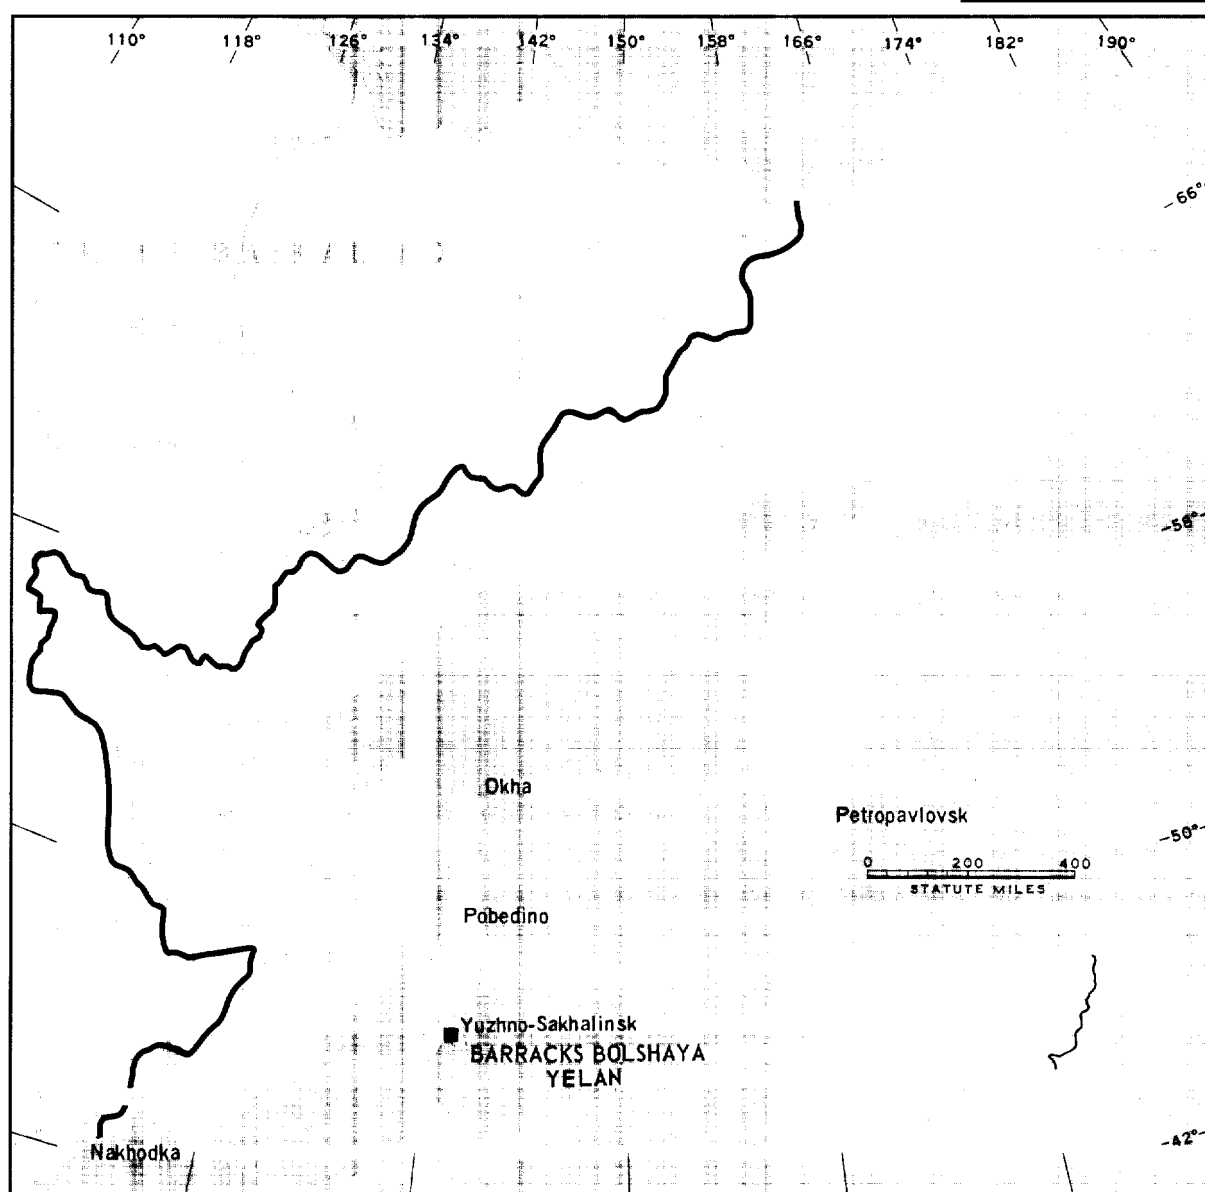 110° 118° 126° 134° 142° 150° 158° 166° 174° 182° 190°
66°
58°
Okha
Petropavlovsk
50°
0 200 400
STATUTE MILES
Pobedino
Yuzhno-Sakhalinsk
BARRACKS BOLSHAYA
YELAN
42°
Nakhodka